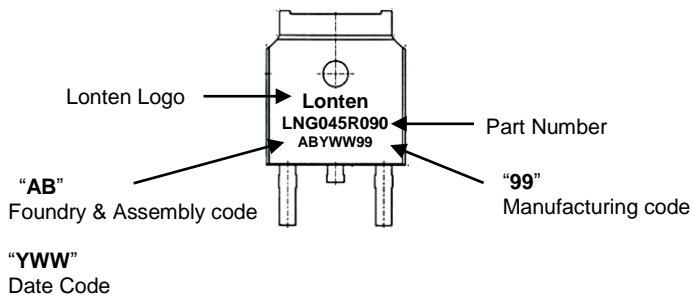 Lonten Logo
Lonten
LNG045R090
Part Number
ABYWW99
“AB”
Foundry & Assembly code
“99”
Manufacturing code
“YWW”
Date Code